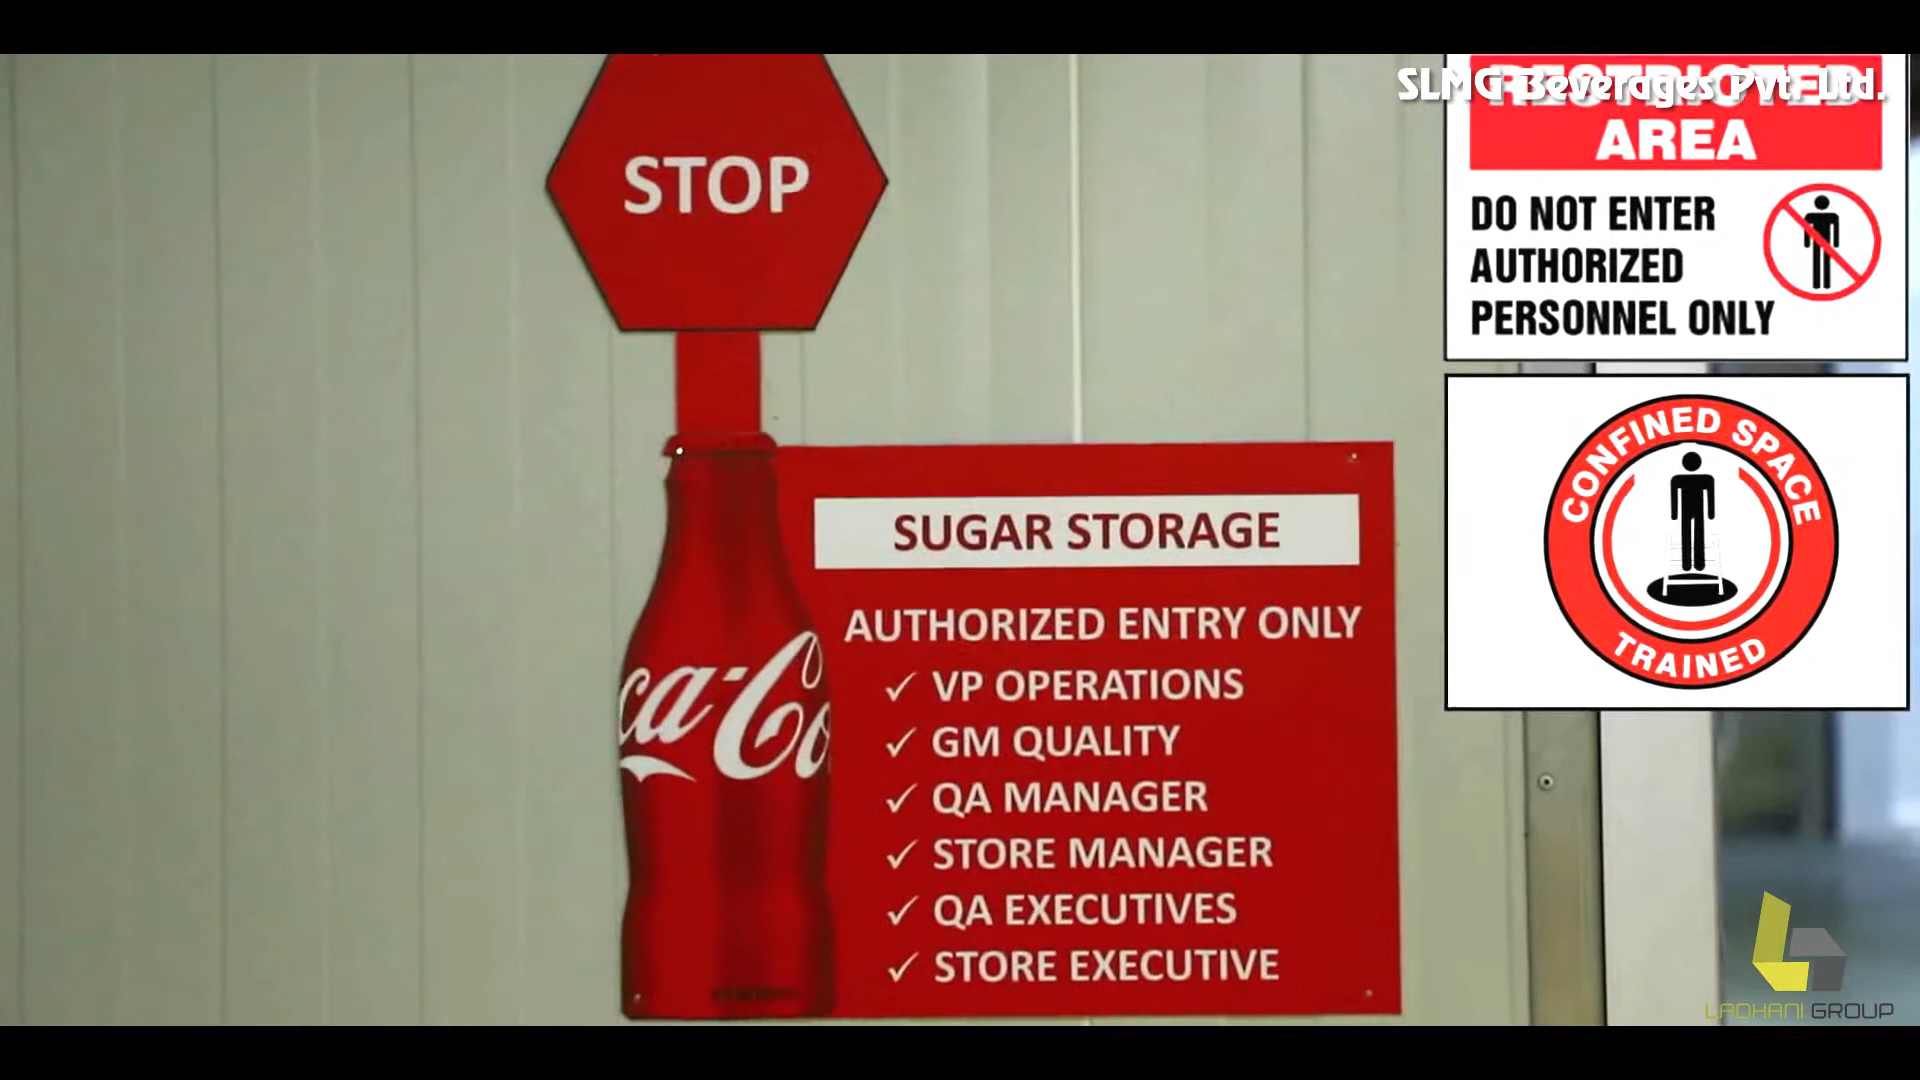 SLMG Beverages Pvt. Ltd.
RESTRICTED
AREA
DO NOT ENTER
AUTHORIZED
PERSONNEL ONLY
STOP
CONFINED SPACE
TRAINED
SUGAR STORAGE
AUTHORIZED ENTRY ONLY
✓ VP OPERATIONS
✓ GM QUALITY
✓ QA MANAGER
✓ STORE MANAGER
✓ QA EXECUTIVES
✓ STORE EXECUTIVE
ca-Co
LADHANI GROUP